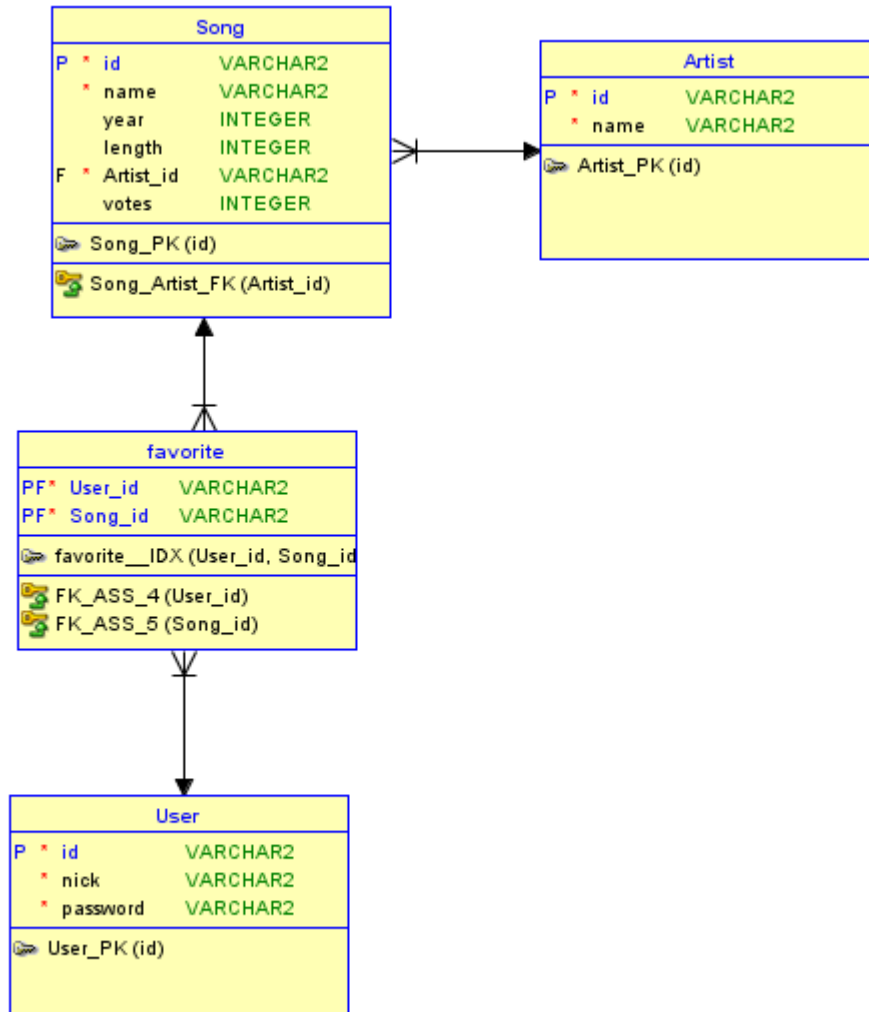 Song
P * id VARCHAR2
* name VARCHAR2
year INTEGER
length INTEGER
F * Artist_id VARCHAR2
votes INTEGER
Song_PK (id)
Song_Artist_FK (Artist_id)
Artist
P * id VARCHAR2
* name VARCHAR2
Artist_PK (id)
favorite
PF* User_id VARCHAR2
PF* Song_id VARCHAR2
favorite__IDX (User_id, Song_id
FK_ASS_4 (User_id)
FK_ASS_5 (Song_id)
User
P * id VARCHAR2
* nick VARCHAR2
* password VARCHAR2
User_PK (id)